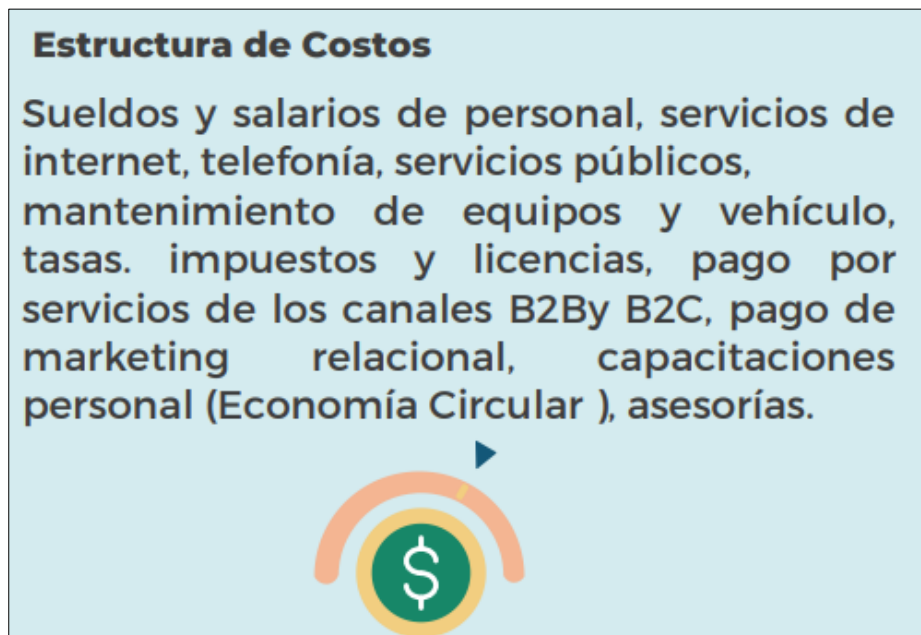 Estructura de Costos
Sueldos y salarios de personal, servicios de
internet, telefonía, servicios públicos,
mantenimiento de equipos y vehículo,
tasas. impuestos y licencias, pago por
servicios de los canales B2By B2C, pago de
marketing relacional, capacitaciones
personal (Economía Circular ), asesorías.
$